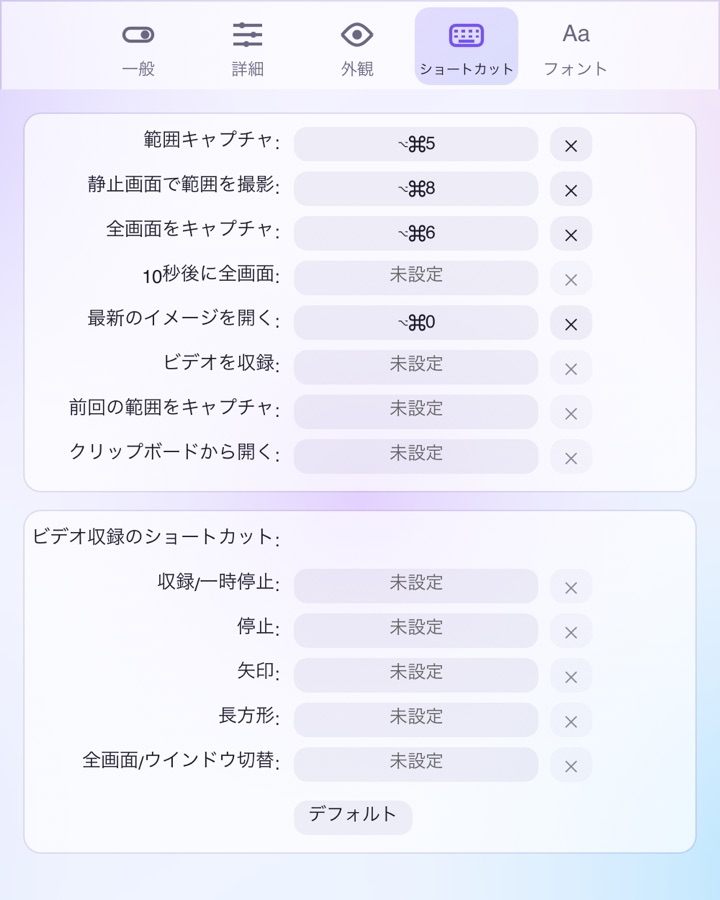 一般
詳細
外観
ショートカット
Aa
フォント
範囲キャプチャ: ⌥⌘5 ×
静止画面で範囲を撮影: ⌥⌘8 ×
全画面をキャプチャ: ⌥⌘6 ×
10秒後に全画面: 未設定 ×
最新のイメージを開く: ⌥⌘0 ×
ビデオを収録: 未設定 ×
前回の範囲をキャプチャ: 未設定 ×
クリップボードから開く: 未設定 ×
ビデオ収録のショートカット:
収録/一時停止: 未設定 ×
停止: 未設定 ×
矢印: 未設定 ×
長方形: 未設定 ×
全画面/ウインドウ切替: 未設定 ×
デフォルト